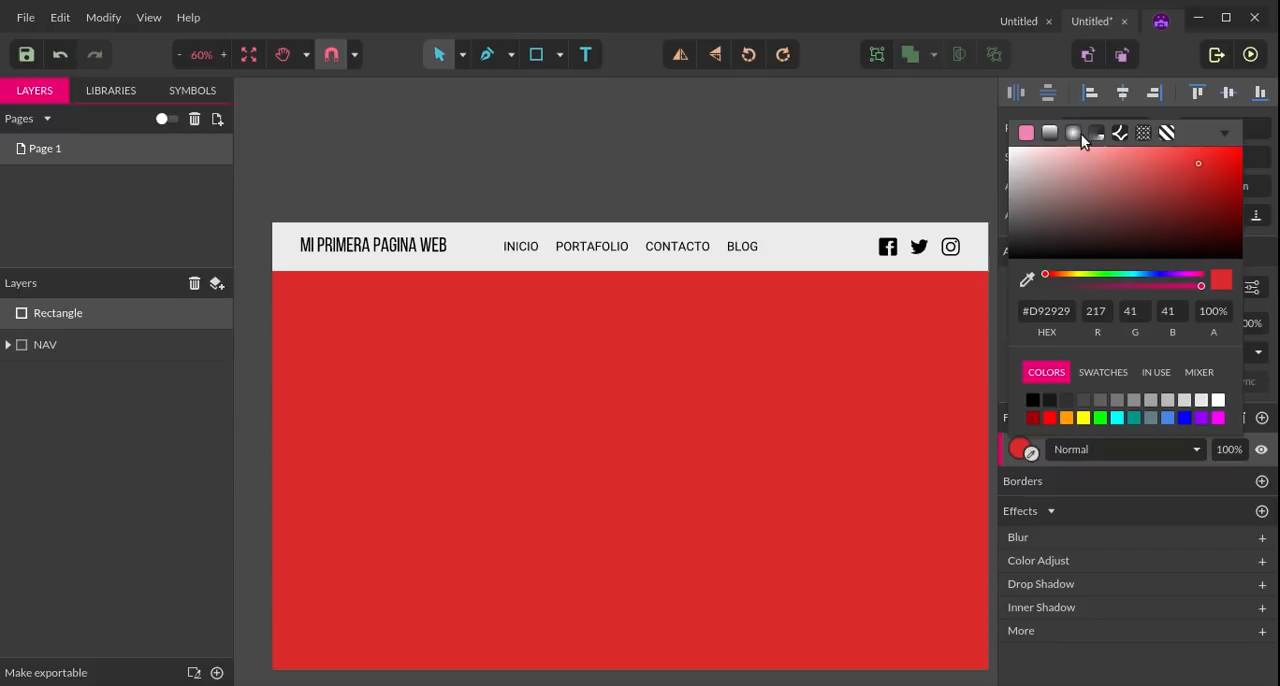 File Edit Modify View Help
Untitled × Untitled* ×
- 60% +
LAYERS LIBRARIES SYMBOLS
Pages
Page 1
MI PRIMERA PAGINA WEB INICIO PORTAFOLIO CONTACTO BLOG
Layers
Rectangle
NAV
Make exportable
#D92929 217 41 41 100%
HEX R G B A
COLORS SWATCHES IN USE MIXER
Normal 100%
Borders
Effects
Blur +
Color Adjust +
Drop Shadow +
Inner Shadow +
More +